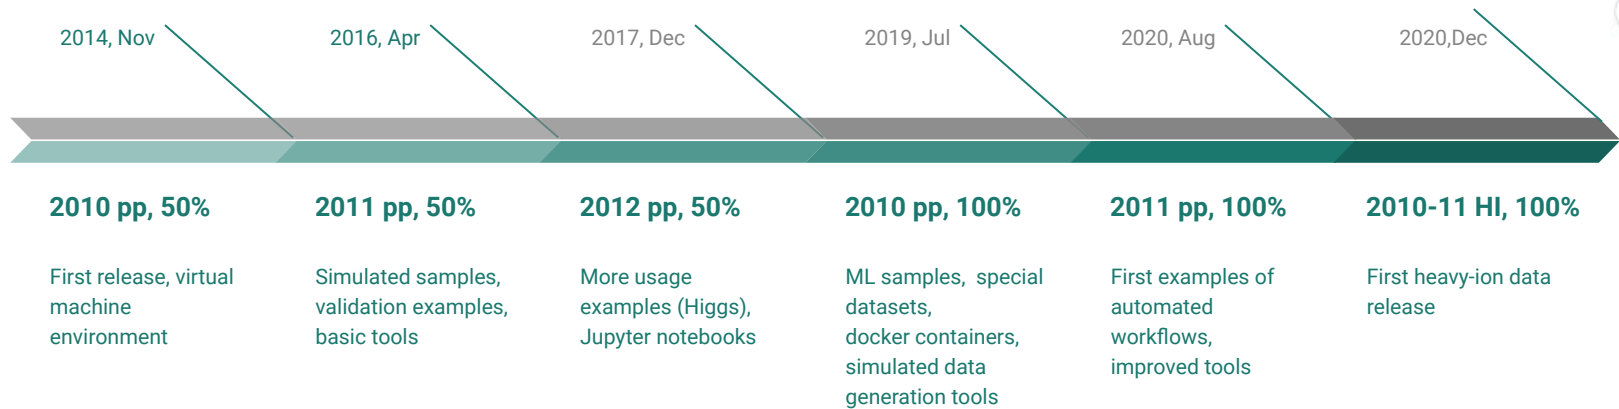 2014, Nov
2016, Apr
2017, Dec
2019, Jul
2020, Aug
2020,Dec
2010 pp, 50%
First release, virtual
machine
environment
2011 pp, 50%
Simulated samples,
validation examples,
basic tools
2012 pp, 50%
More usage
examples (Higgs),
Jupyter notebooks
2010 pp, 100%
ML samples,  special
datasets,
docker containers,
simulated data
generation tools
2011 pp, 100%
First examples of
automated
workflows,
improved tools
2010-11 HI, 100%
First heavy-ion data
release